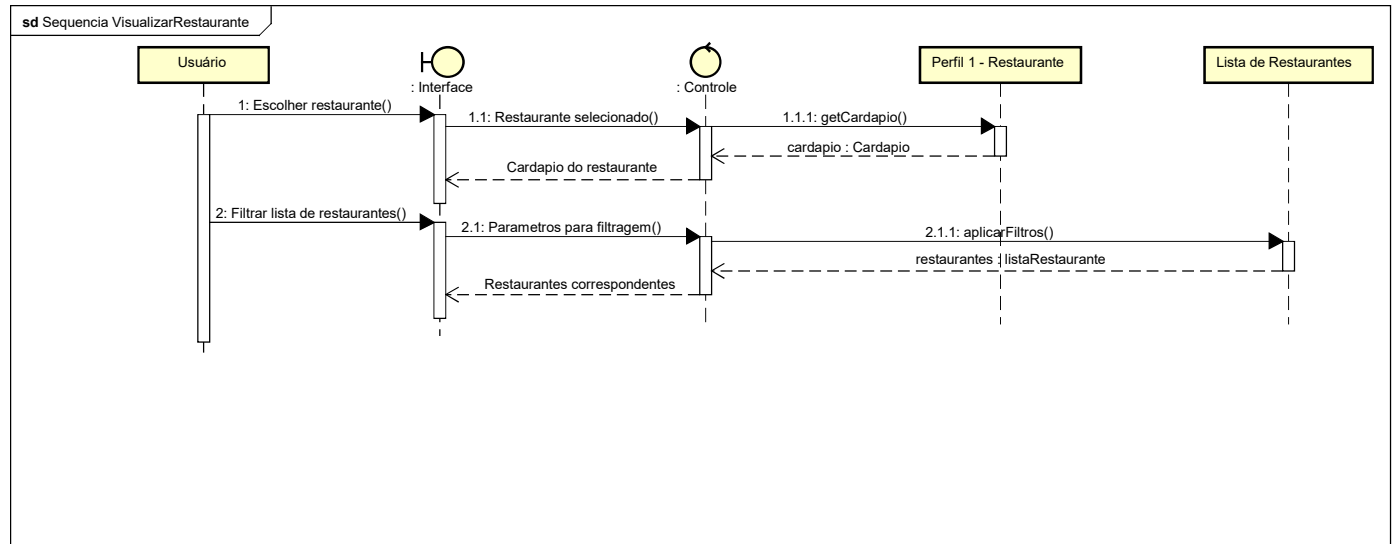 sd Sequencia VisualizarRestaurante
Usuário
: Interface
: Controle
Perfil 1 - Restaurante
Lista de Restaurantes
1: Escolher restaurante()
1.1: Restaurante selecionado()
1.1.1: getCardapio()
cardapio : Cardapio
Cardapio do restaurante
2: Filtrar lista de restaurantes()
2.1: Parametros para filtragem()
2.1.1: aplicarFiltros()
restaurantes : listaRestaurante
Restaurantes correspondentes